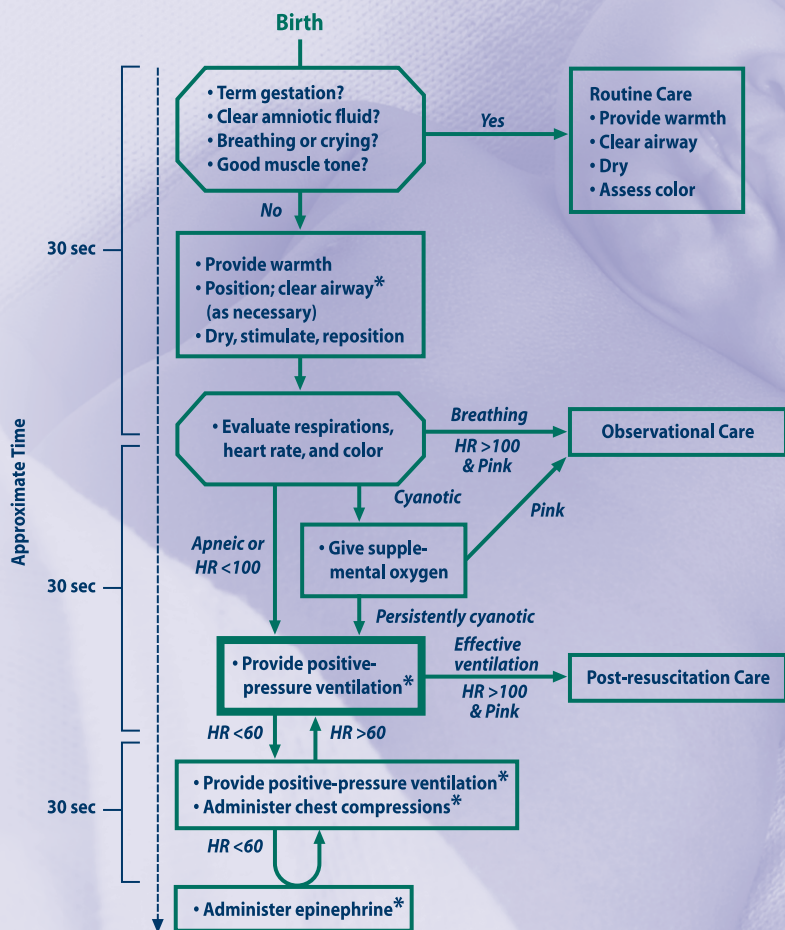 Birth
• Term gestation?
• Clear amniotic fluid?
• Breathing or crying?
• Good muscle tone?
Yes
Routine Care
• Provide warmth
• Clear airway
• Dry
• Assess color
No
30 sec
• Provide warmth
• Position; clear airway*
(as necessary)
• Dry, stimulate, reposition
Approximate Time
• Evaluate respirations,
heart rate, and color
Breathing
HR >100
& Pink
Observational Care
Cyanotic
Pink
Apneic or
HR <100
30 sec
• Give supple-
mental oxygen
Persistently cyanotic
• Provide positive-
pressure ventilation*
Effective
ventilation
HR >100
& Pink
Post-resuscitation Care
HR <60
HR >60
30 sec
• Provide positive-pressure ventilation*
• Administer chest compressions*
HR <60
• Administer epinephrine*